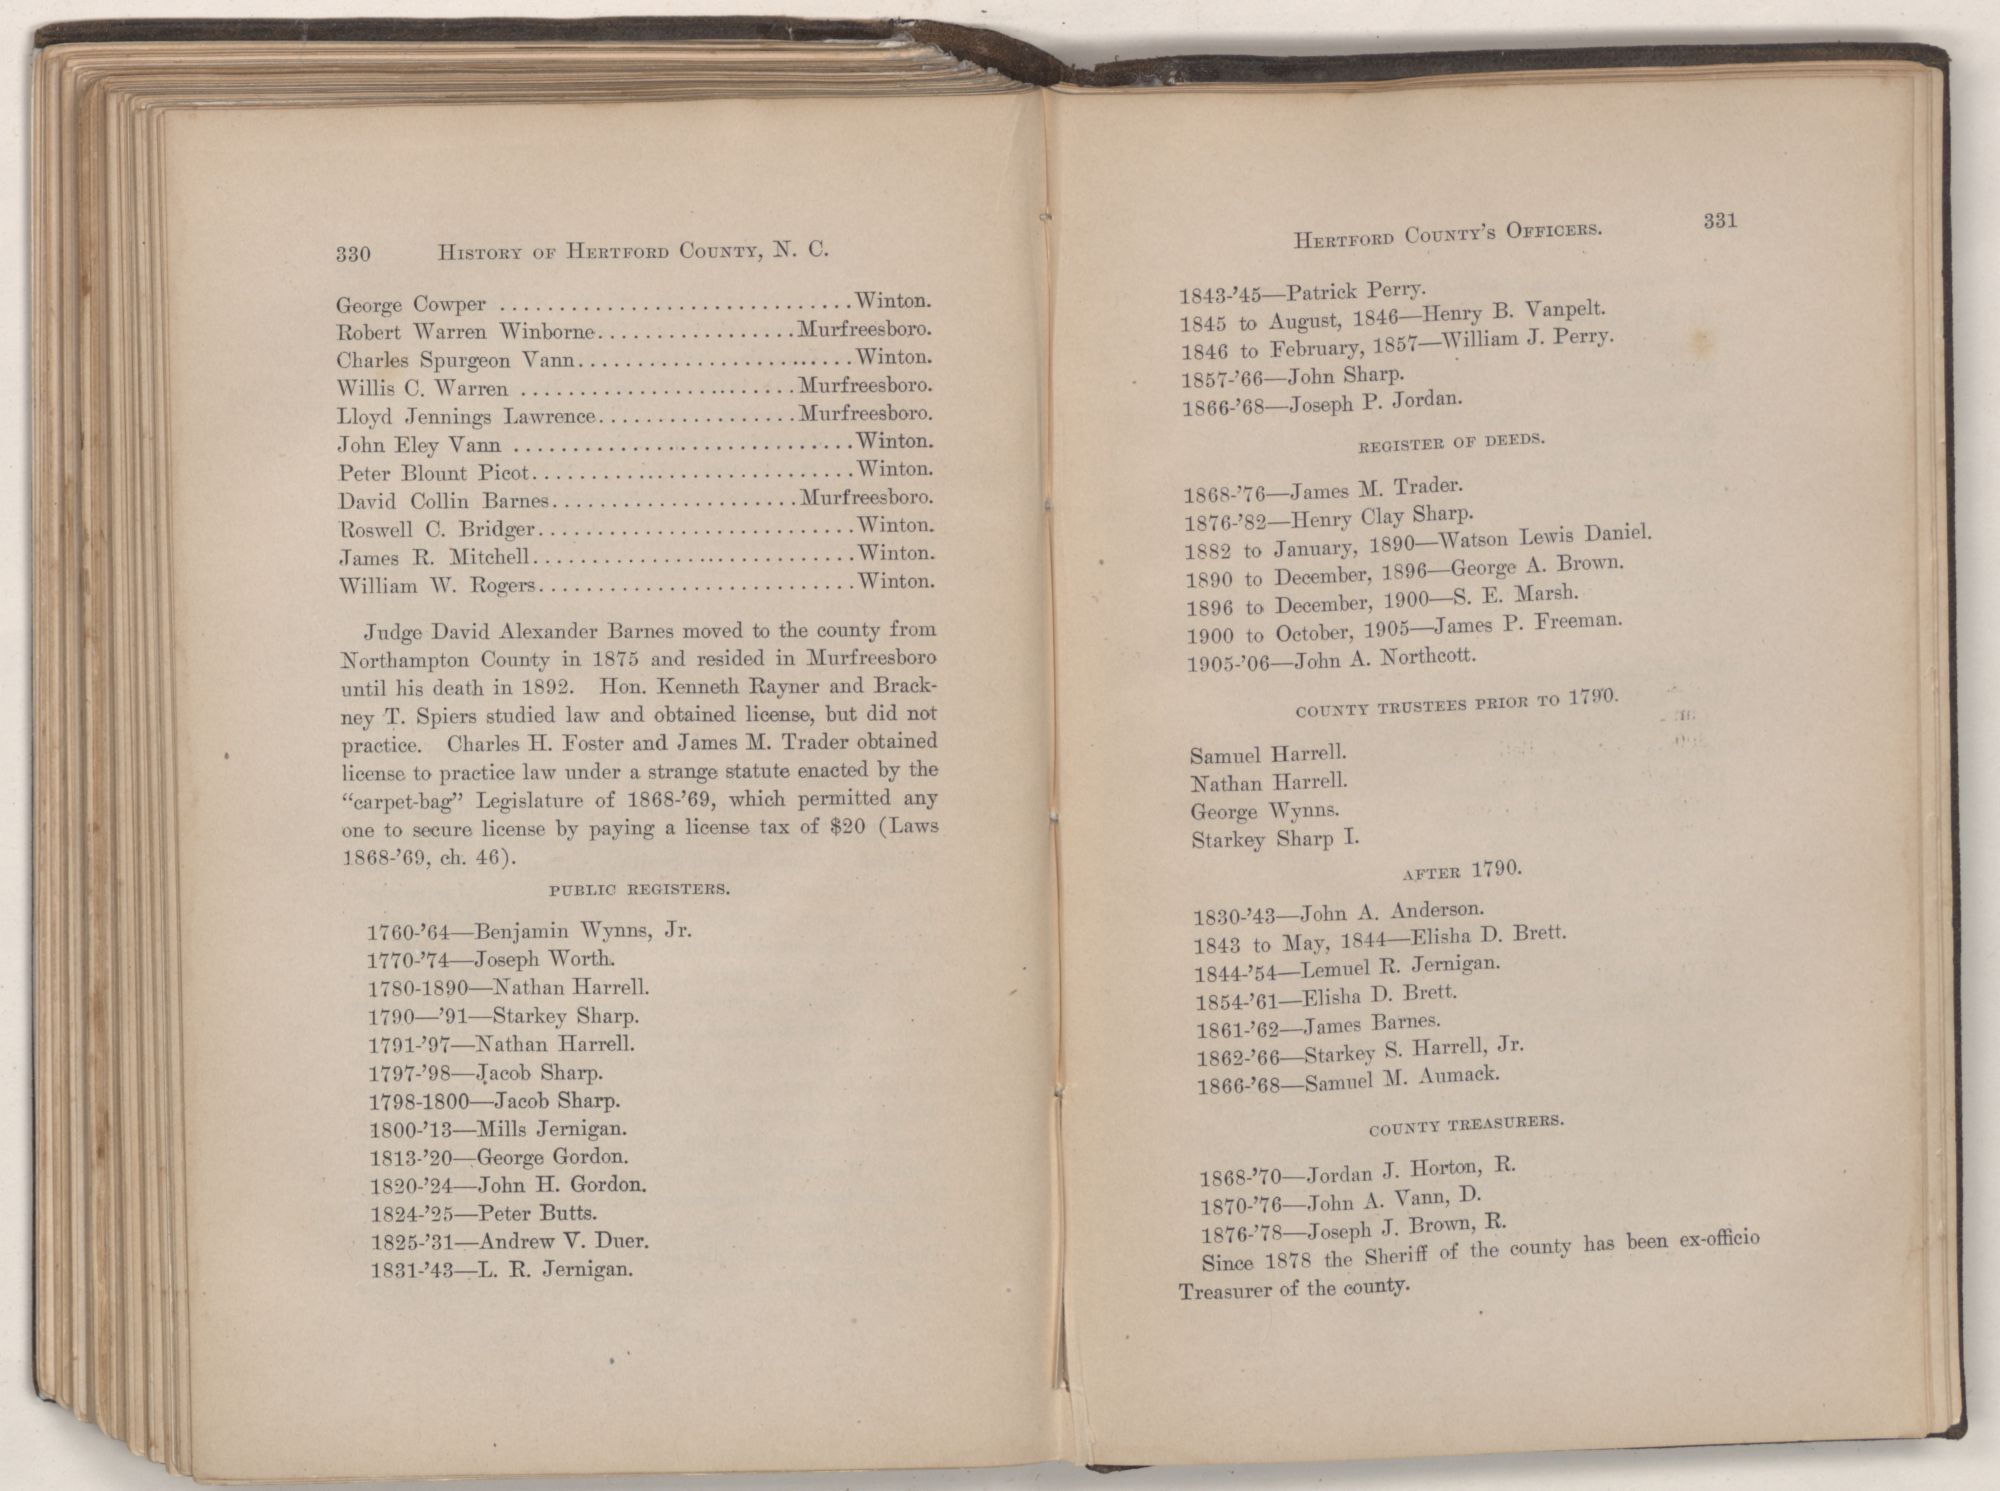 330 History of Hertford County, N. C.
George Cowper ..............................Winton.
Robert Warren Winborne.................Murfreesboro.
Charles Spurgeon Vann.......................Winton.
Willis C. Warren .......................Murfreesboro.
Lloyd Jennings Lawrence.................Murfreesboro.
John Eley Vann .............................Winton.
Peter Blount Picot...........................Winton.
David Collin Barnes.....................Murfreesboro.
Roswell C. Bridger...........................Winton.
James R. Mitchell...........................Winton.
William W. Rogers...........................Winton.
Judge David Alexander Barnes moved to the county from
Northampton County in 1875 and resided in Murfreesboro
until his death in 1892. Hon. Kenneth Rayner and Brack-
ney T. Spiers studied law and obtained license, but did not
practice. Charles H. Foster and James M. Trader obtained
license to practice law under a strange statute enacted by the
“carpet-bag” Legislature of 1868-’69, which permitted any
one to secure license by paying a license tax of $20 (Laws
1868-’69, ch. 46).
PUBLIC REGISTERS.
1760-’64—Benjamin Wynns, Jr.
1770-’74—Joseph Worth.
1780-1890—Nathan Harrell.
1790—’91—Starkey Sharp.
1791-’97—Nathan Harrell.
1797-’98—Jacob Sharp.
1798-1800—Jacob Sharp.
1800-’13—Mills Jernigan.
1813-’20—George Gordon.
1820-’24—John H. Gordon.
1824-’25—Peter Butts.
1825-’31—Andrew V. Duer.
1831-’43—L. R. Jernigan.
Hertford County’s Officers. 331
1843-’45—Patrick Perry.
1845 to August, 1846—Henry B. Vanpelt.
1846 to February, 1857—William J. Perry.
1857-’66—John Sharp.
1866-’68—Joseph P. Jordan.
REGISTER OF DEEDS.
1868-’76—James M. Trader.
1876-’82—Henry Clay Sharp.
1882 to January, 1890—Watson Lewis Daniel.
1890 to December, 1896—George A. Brown.
1896 to December, 1900—S. E. Marsh.
1900 to October, 1905—James P. Freeman.
1905-’06—John A. Northcott.
COUNTY TRUSTEES PRIOR TO 1790.
Samuel Harrell.
Nathan Harrell.
George Wynns.
Starkey Sharp I.
AFTER 1790.
1830-’43—John A. Anderson.
1843 to May, 1844—Elisha D. Brett.
1844-’54—Lemuel R. Jernigan.
1854-’61—Elisha D. Brett.
1861-’62—James Barnes.
1862-’66—Starkey S. Harrell, Jr.
1866-’68—Samuel M. Aumack.
COUNTY TREASURERS.
1868-’70—Jordan J. Horton, R.
1870-’76—John A. Vann, D.
1876-’78—Joseph J. Brown, R.
Since 1878 the Sheriff of the county has been ex-officio
Treasurer of the county.